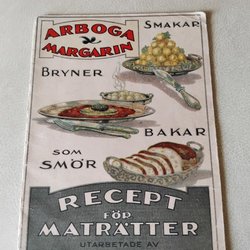 ARBOGA
MARGARIN
SMAKAR
BRYNER
BAKAR
SOM
SMÖR
RECEPT
FÖR
MATRÄTTER
UTARBETADE AV